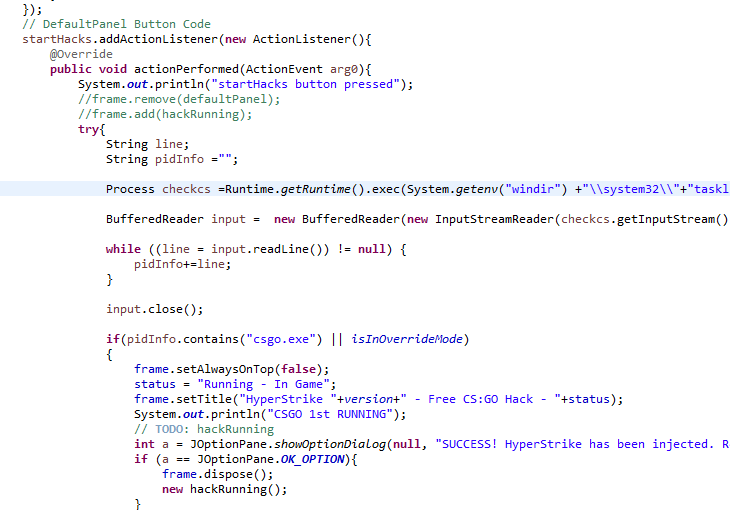 });
// DefaultPanel Button Code
startHacks.addActionListener(new ActionListener(){
@Override
public void actionPerformed(ActionEvent arg0){
System.out.println("startHacks button pressed");
//frame.remove(defaultPanel);
//frame.add(hackRunning);
try{
String line;
String pidInfo ="";
Process checkcs =Runtime.getRuntime().exec(System.getenv("windir") +"\\system32\\"+"taskl
BufferedReader input =  new BufferedReader(new InputStreamReader(checkcs.getInputStream()
while ((line = input.readLine()) != null) {
pidInfo+=line;
}
input.close();
if(pidInfo.contains("csgo.exe") || isInOverrideMode)
{
frame.setAlwaysOnTop(false);
status = "Running - In Game";
frame.setTitle("HyperStrike "+version+" - Free CS:GO Hack - "+status);
System.out.println("CSGO 1st RUNNING");
// TODO: hackRunning
int a = JOptionPane.showOptionDialog(null, "SUCCESS! HyperStrike has been injected. R
if (a == JOptionPane.OK_OPTION){
frame.dispose();
new hackRunning();
}